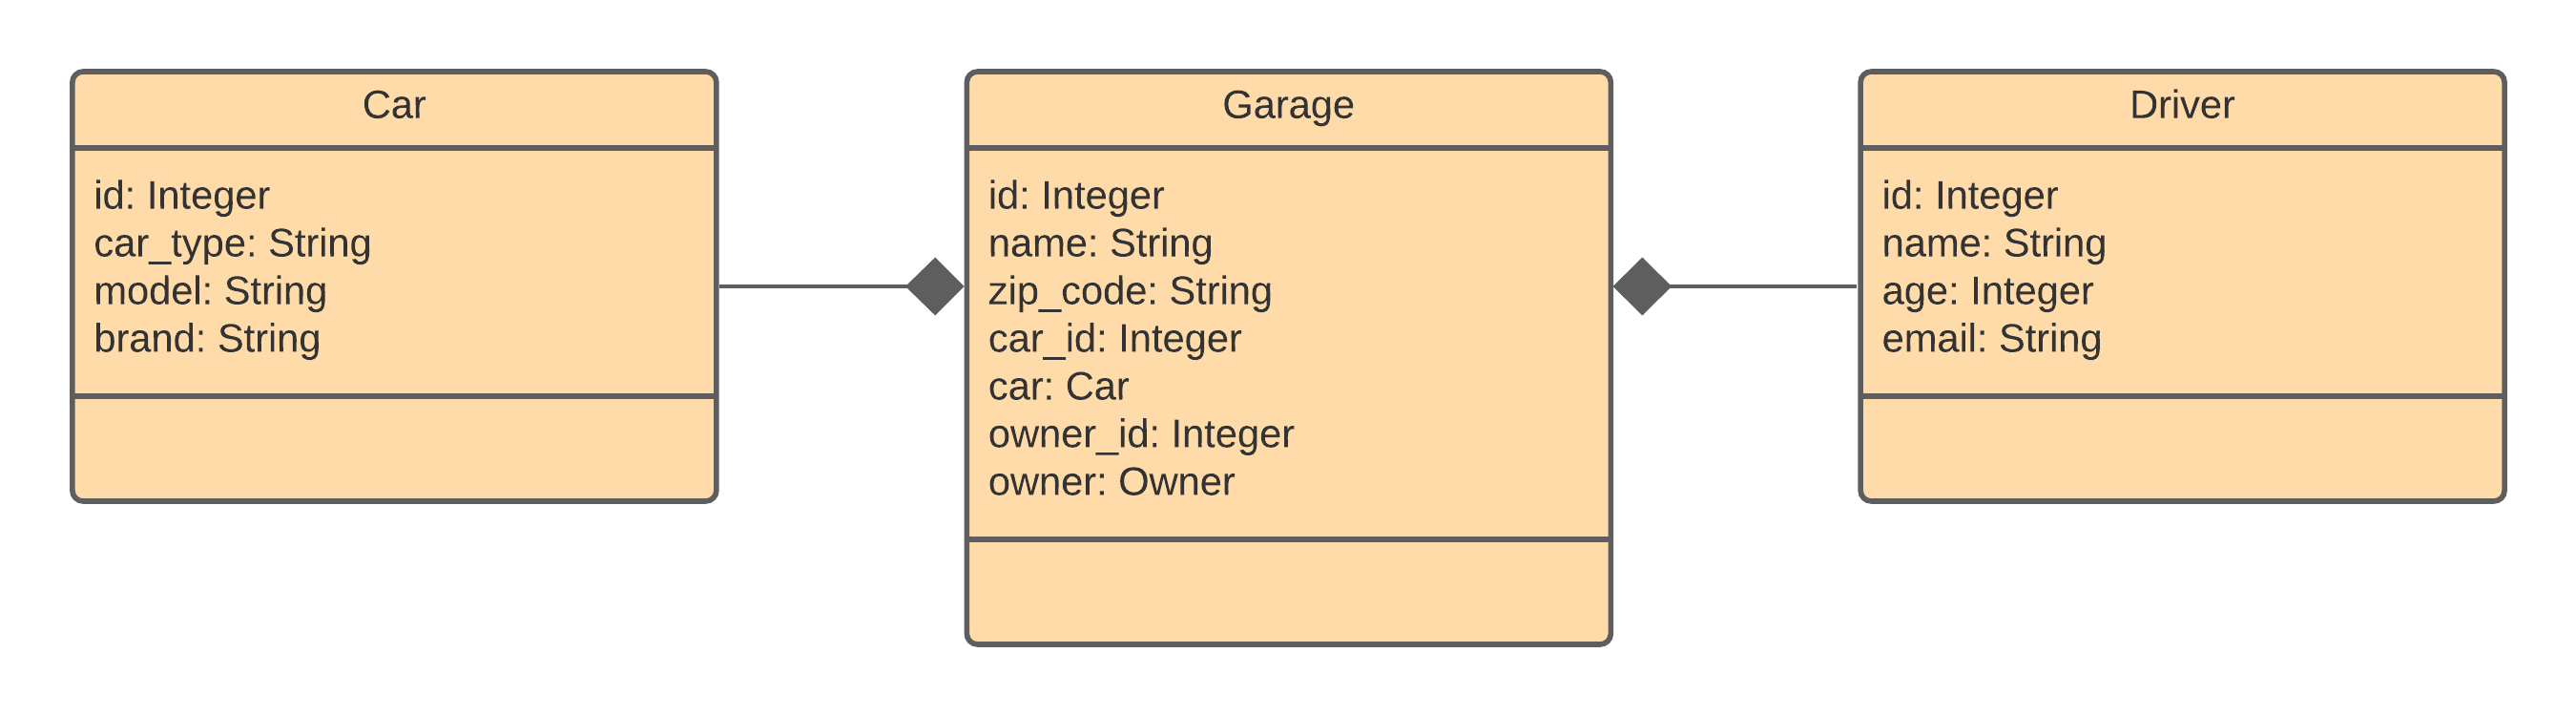 Car
id: Integer
car_type: String
model: String
brand: String
Garage
id: Integer
name: String
zip_code: String
car_id: Integer
car: Car
owner_id: Integer
owner: Owner
Driver
id: Integer
name: String
age: Integer
email: String